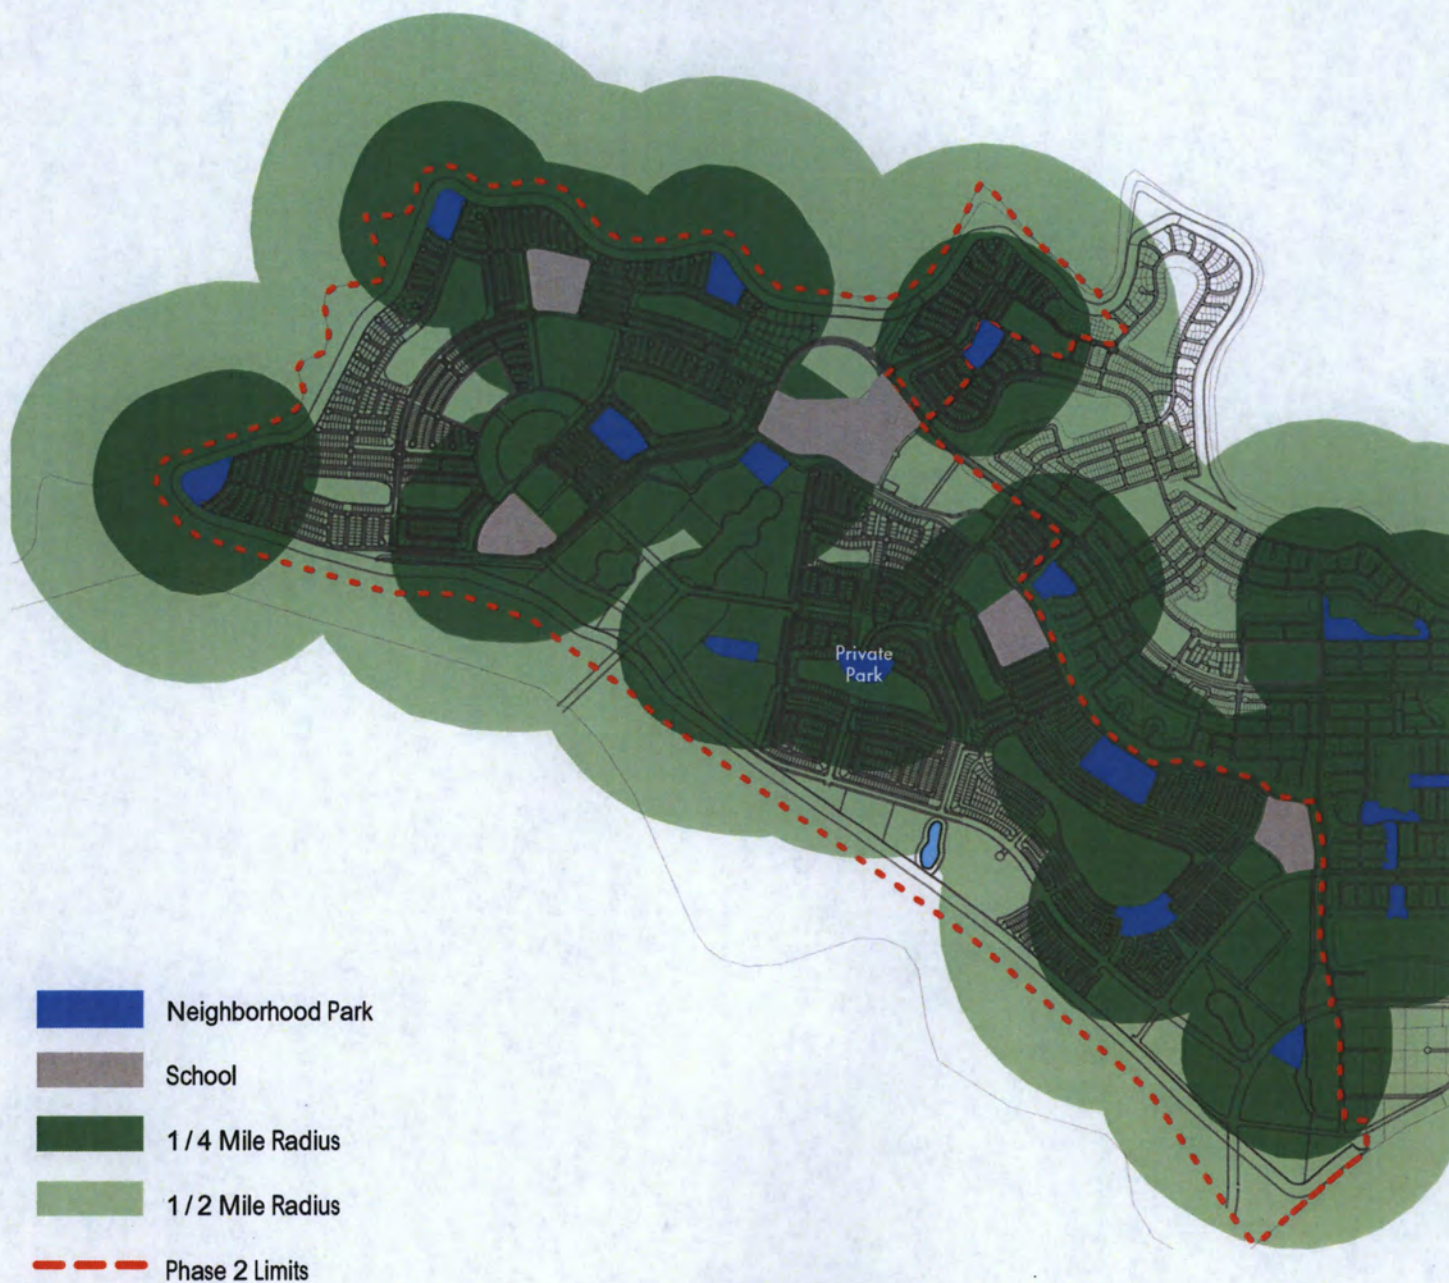 Private
Park
Neighborhood Park
School
1 / 4 Mile Radius
1 / 2 Mile Radius
Phase 2 Limits